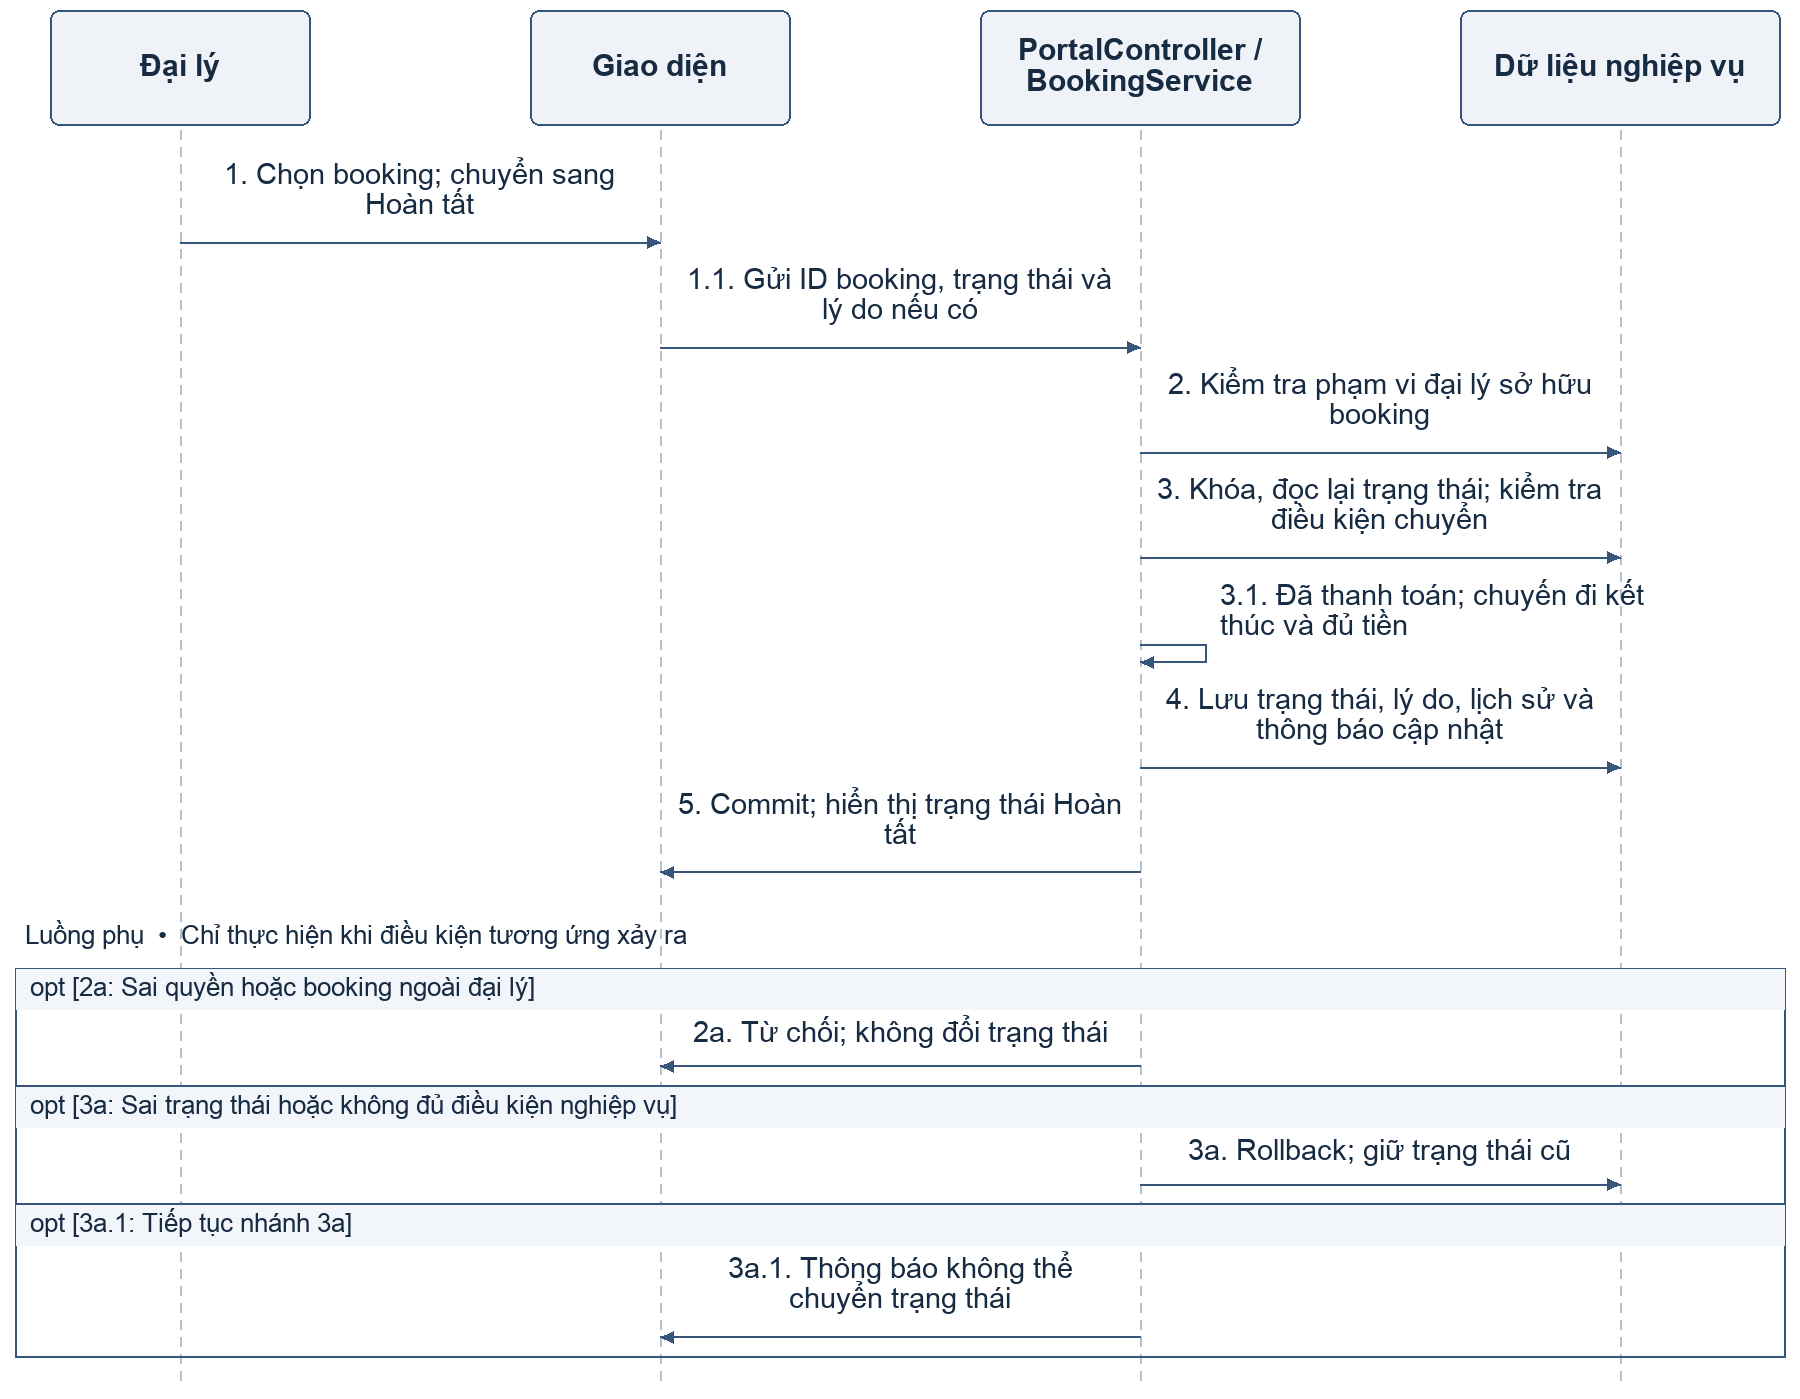 Đại lý
Giao diện
PortalController /
BookingService
Dữ liệu nghiệp vụ
1. Chọn booking; chuyển sang
Hoàn tất
1.1. Gửi ID booking, trạng thái và
lý do nếu có
2. Kiểm tra phạm vi đại lý sở hữu
booking
3. Khóa, đọc lại trạng thái; kiểm tra
điều kiện chuyển
3.1. Đã thanh toán; chuyến đi kết
thúc và đủ tiền
4. Lưu trạng thái, lý do, lịch sử và
thông báo cập nhật
5. Commit; hiển thị trạng thái Hoàn
tất
Luồng phụ • Chỉ thực hiện khi điều kiện tương ứng xảy ra
opt [2a: Sai quyền hoặc booking ngoài đại lý]
2a. Từ chối; không đổi trạng thái
opt [3a: Sai trạng thái hoặc không đủ điều kiện nghiệp vụ]
3a. Rollback; giữ trạng thái cũ
opt [3a.1: Tiếp tục nhánh 3a]
3a.1. Thông báo không thể
chuyển trạng thái